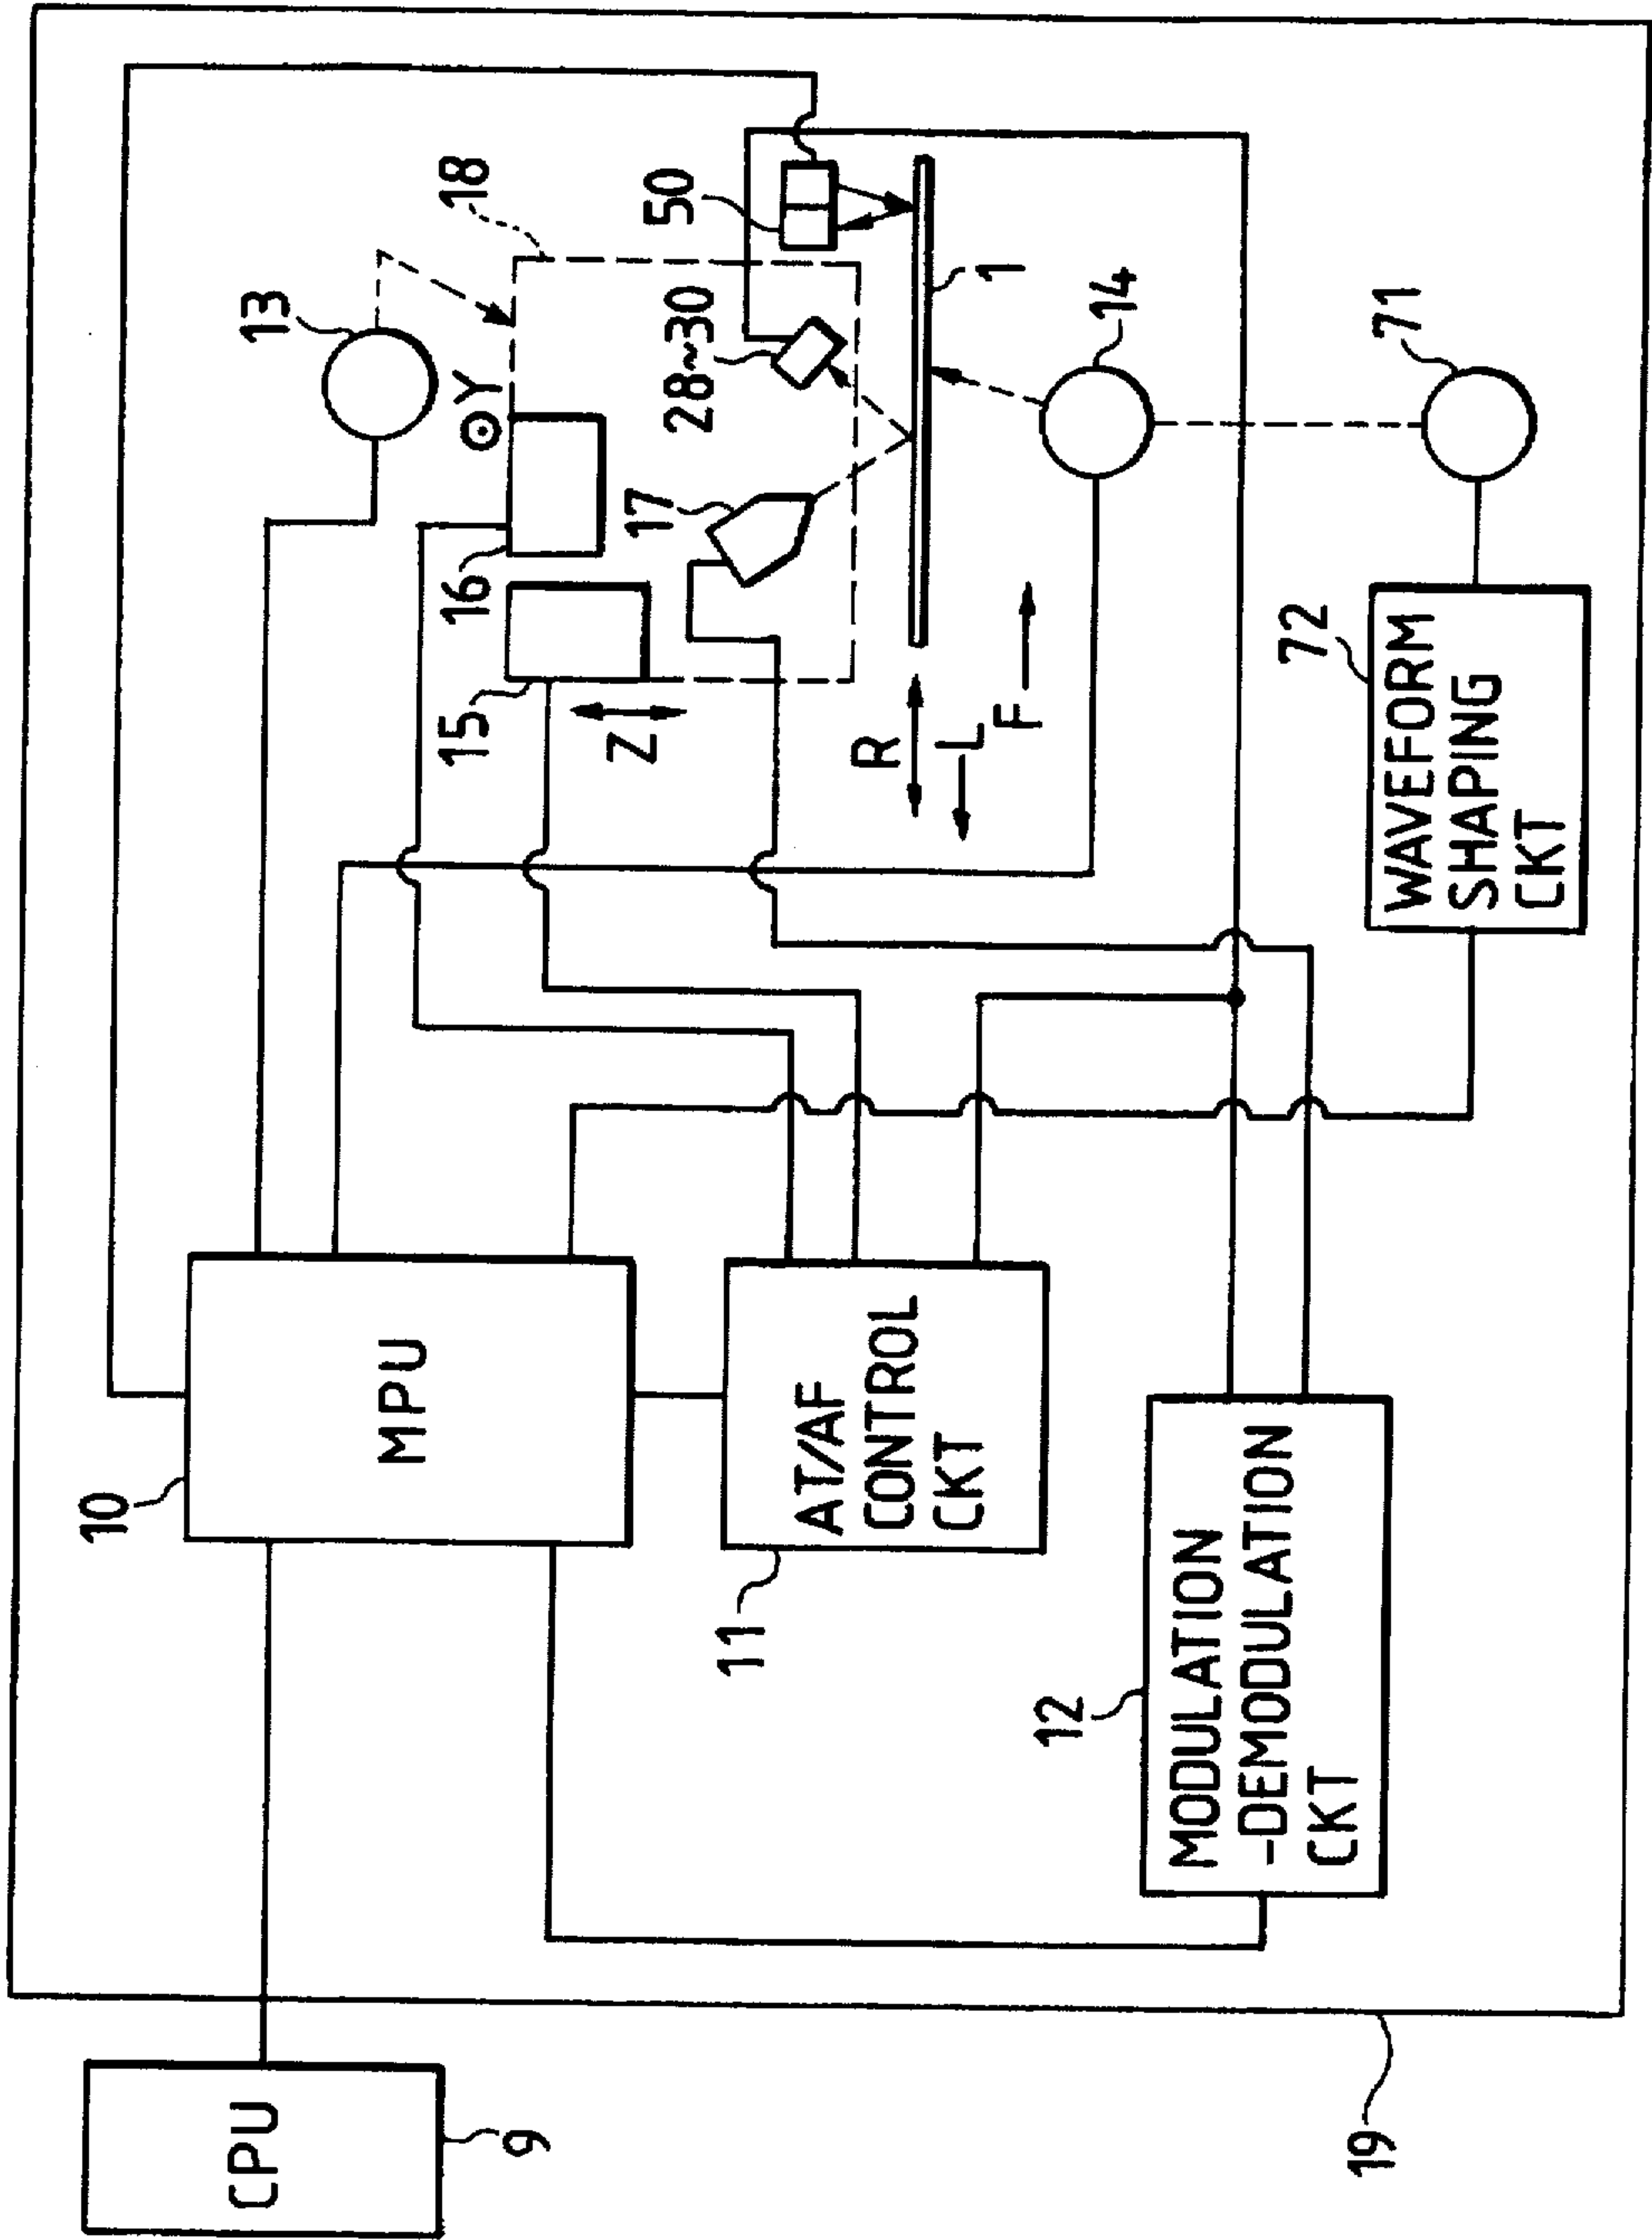 CPU
9
19
10
MPU
11
AT/AF
CONTROL
CKT
12
MODULATION
-DEMODULATION
CKT
13
Y
18
16
15
Z
17
28~30
50
R
L
F
1
14
71
72
WAVEFORM
SHAPING
CKT